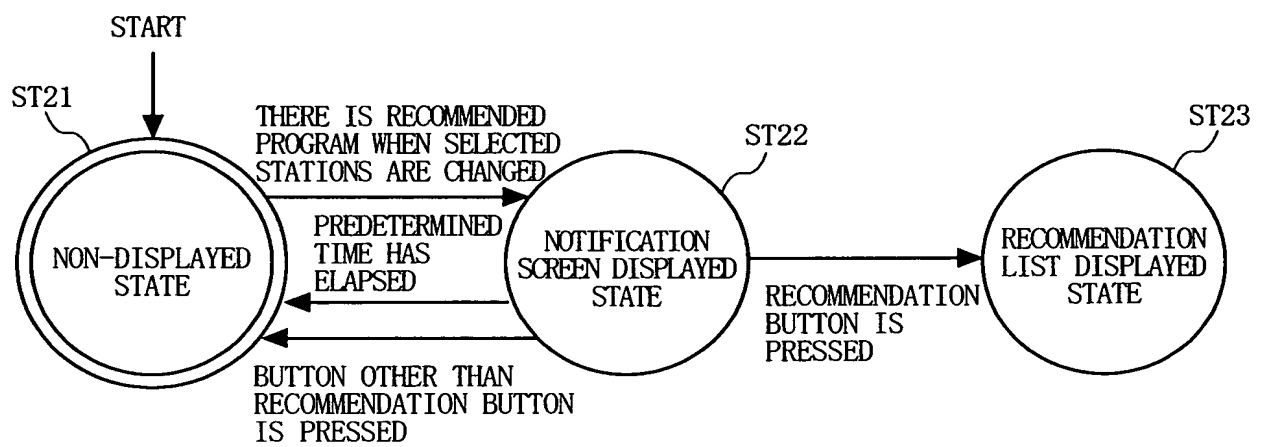 START
ST21
THERE IS RECOMMENDED
PROGRAM WHEN SELECTED
STATIONS ARE CHANGED
ST22
ST23
NON-DISPLAYED
STATE
PREDETERMINED
TIME HAS
ELAPSED
NOTIFICATION
SCREEN DISPLAYED
STATE
RECOMMENDATION
LIST DISPLAYED
STATE
RECOMMENDATION
BUTTON IS
PRESSED
BUTTON OTHER THAN
RECOMMENDATION BUTTON
IS PRESSED